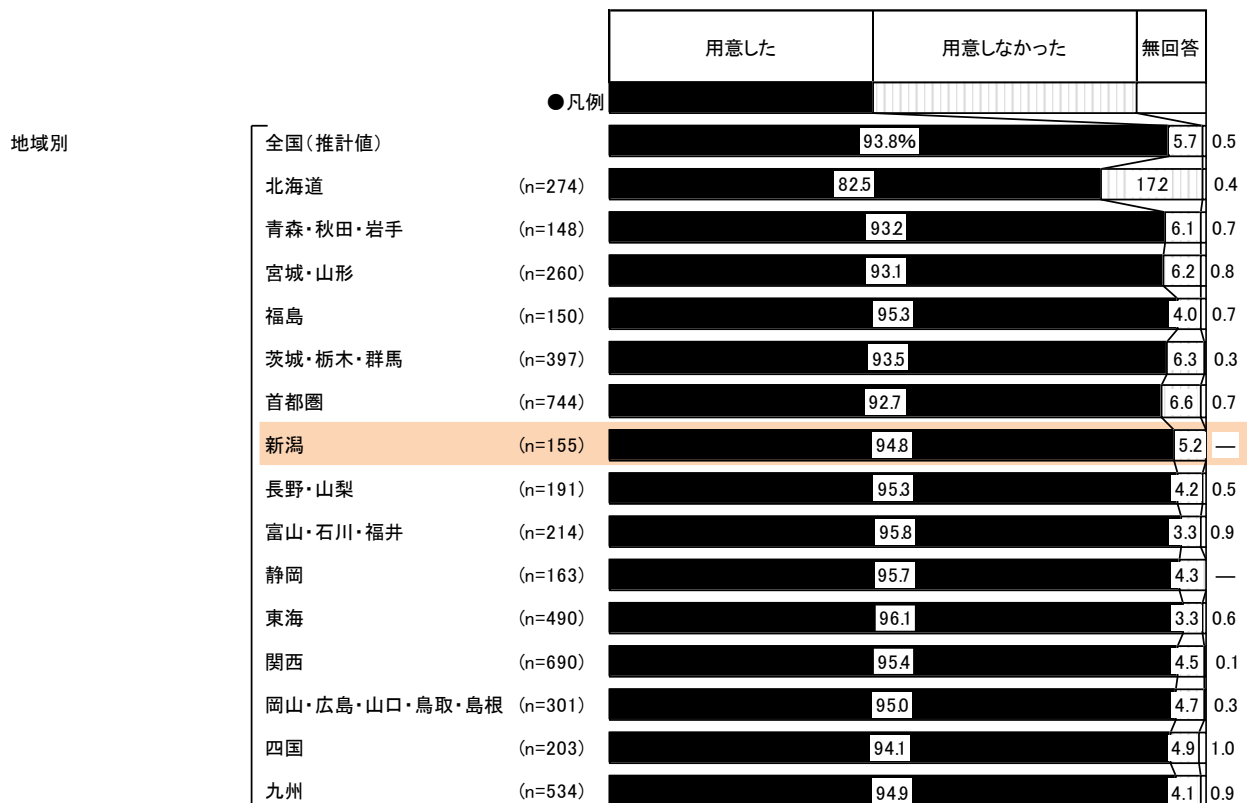 用意した 用意しなかった 無回答
●凡例
地域別 全国(推計値) 93.8% 5.7 0.5
北海道 (n=274) 82.5 17.2 0.4
青森・秋田・岩手 (n=148) 93.2 6.1 0.7
宮城・山形 (n=260) 93.1 6.2 0.8
福島 (n=150) 95.3 4.0 0.7
茨城・栃木・群馬 (n=397) 93.5 6.3 0.3
首都圏 (n=744) 92.7 6.6 0.7
新潟 (n=155) 94.8 5.2 —
長野・山梨 (n=191) 95.3 4.2 0.5
富山・石川・福井 (n=214) 95.8 3.3 0.9
静岡 (n=163) 95.7 4.3 —
東海 (n=490) 96.1 3.3 0.6
関西 (n=690) 95.4 4.5 0.1
岡山・広島・山口・鳥取・島根 (n=301) 95.0 4.7 0.3
四国 (n=203) 94.1 4.9 1.0
九州 (n=534) 94.9 4.1 0.9